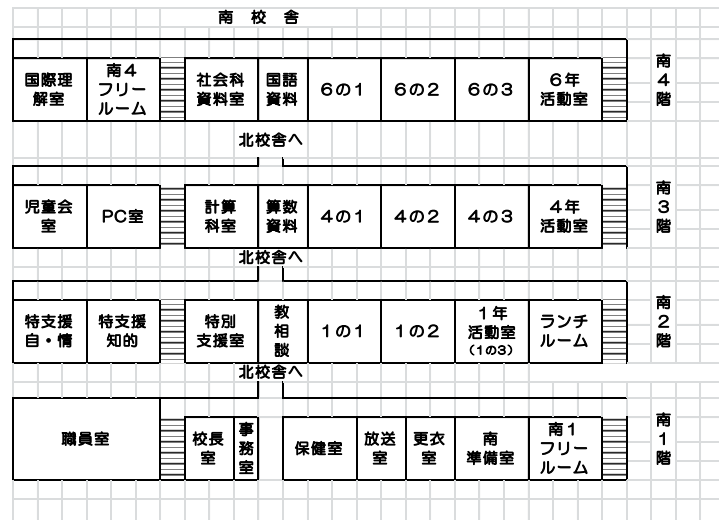 南校舎
国際理
解室
南４
フリー
ルーム
社会科
資料室
国語
資料
６の１
６の２
６の３
６年
活動室
南４階
北校舎へ
児童会
室
PC室
計算
科室
算数
資料
４の１
４の２
４の３
４年
活動室
南３階
北校舎へ
特支援
自・情
特支援
知的
特別
支援室
教相談
１の１
１の２
１年
活動室
（１の３）
ランチ
ルーム
南２階
北校舎へ
職員室
校長
室
事務室
保健室
放送
室
更衣
室
南
準備室
南１
フリー
ルーム
南１階